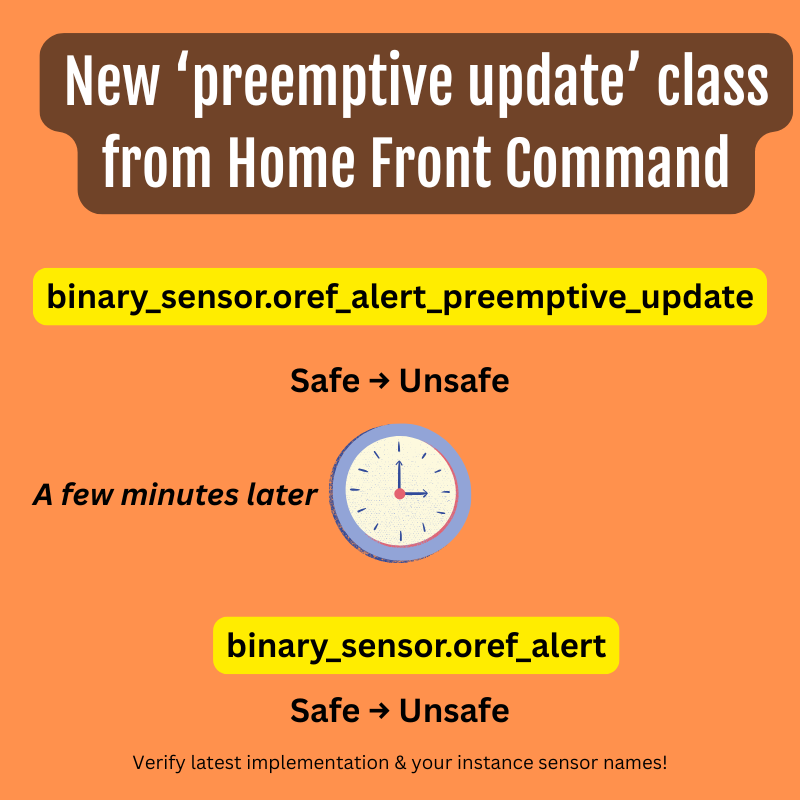 New ‘preemptive update’ class
from Home Front Command
binary_sensor.oref_alert_preemptive_update
Safe → Unsafe
A few minutes later
binary_sensor.oref_alert
Safe → Unsafe
Verify latest implementation & your instance sensor names!